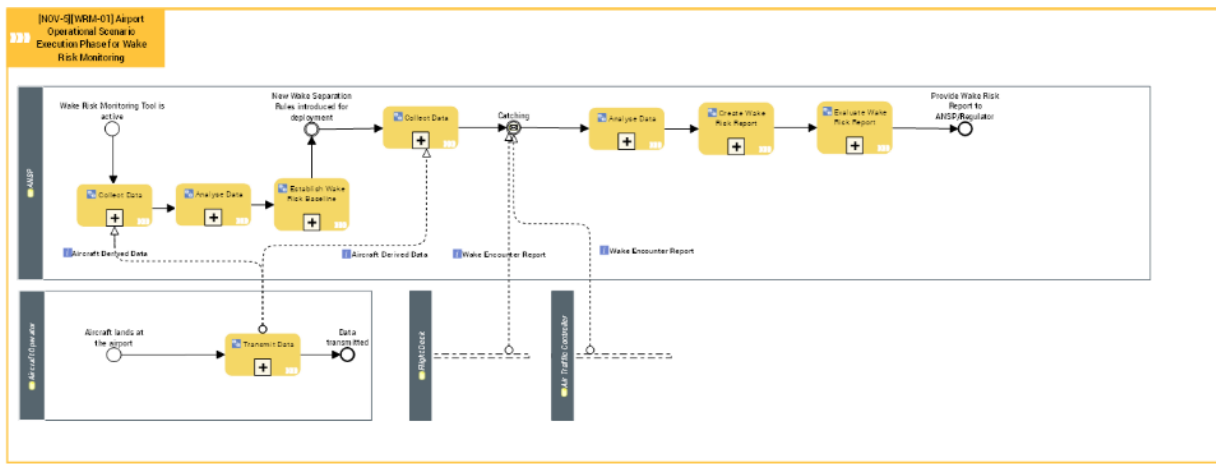 [NOV-5][WRM-01] Airport
Operational Scenario
Execution Phase for Wake
Risk Monitoring
ANSP
Wake Risk Monitoring Tool is
active
New Wake Separation
Rules introduced for
deployment
Collect Data
Catching
Analyse Data
Create Wake
Risk Report
Evaluate Wake
Risk Report
Provide Wake Risk
Report to
ANSP/Regulator
Collect Data
Analyse Data
Establish Wake
Risk Baseline
Aircraft Derived Data
Aircraft Derived Data
Wake Encounter Report
Wake Encounter Report
Aircraft Operator
Aircraft lands at
the airport
Transmit Data
Data
transmitted
Flight Deck
Air Traffic Controller